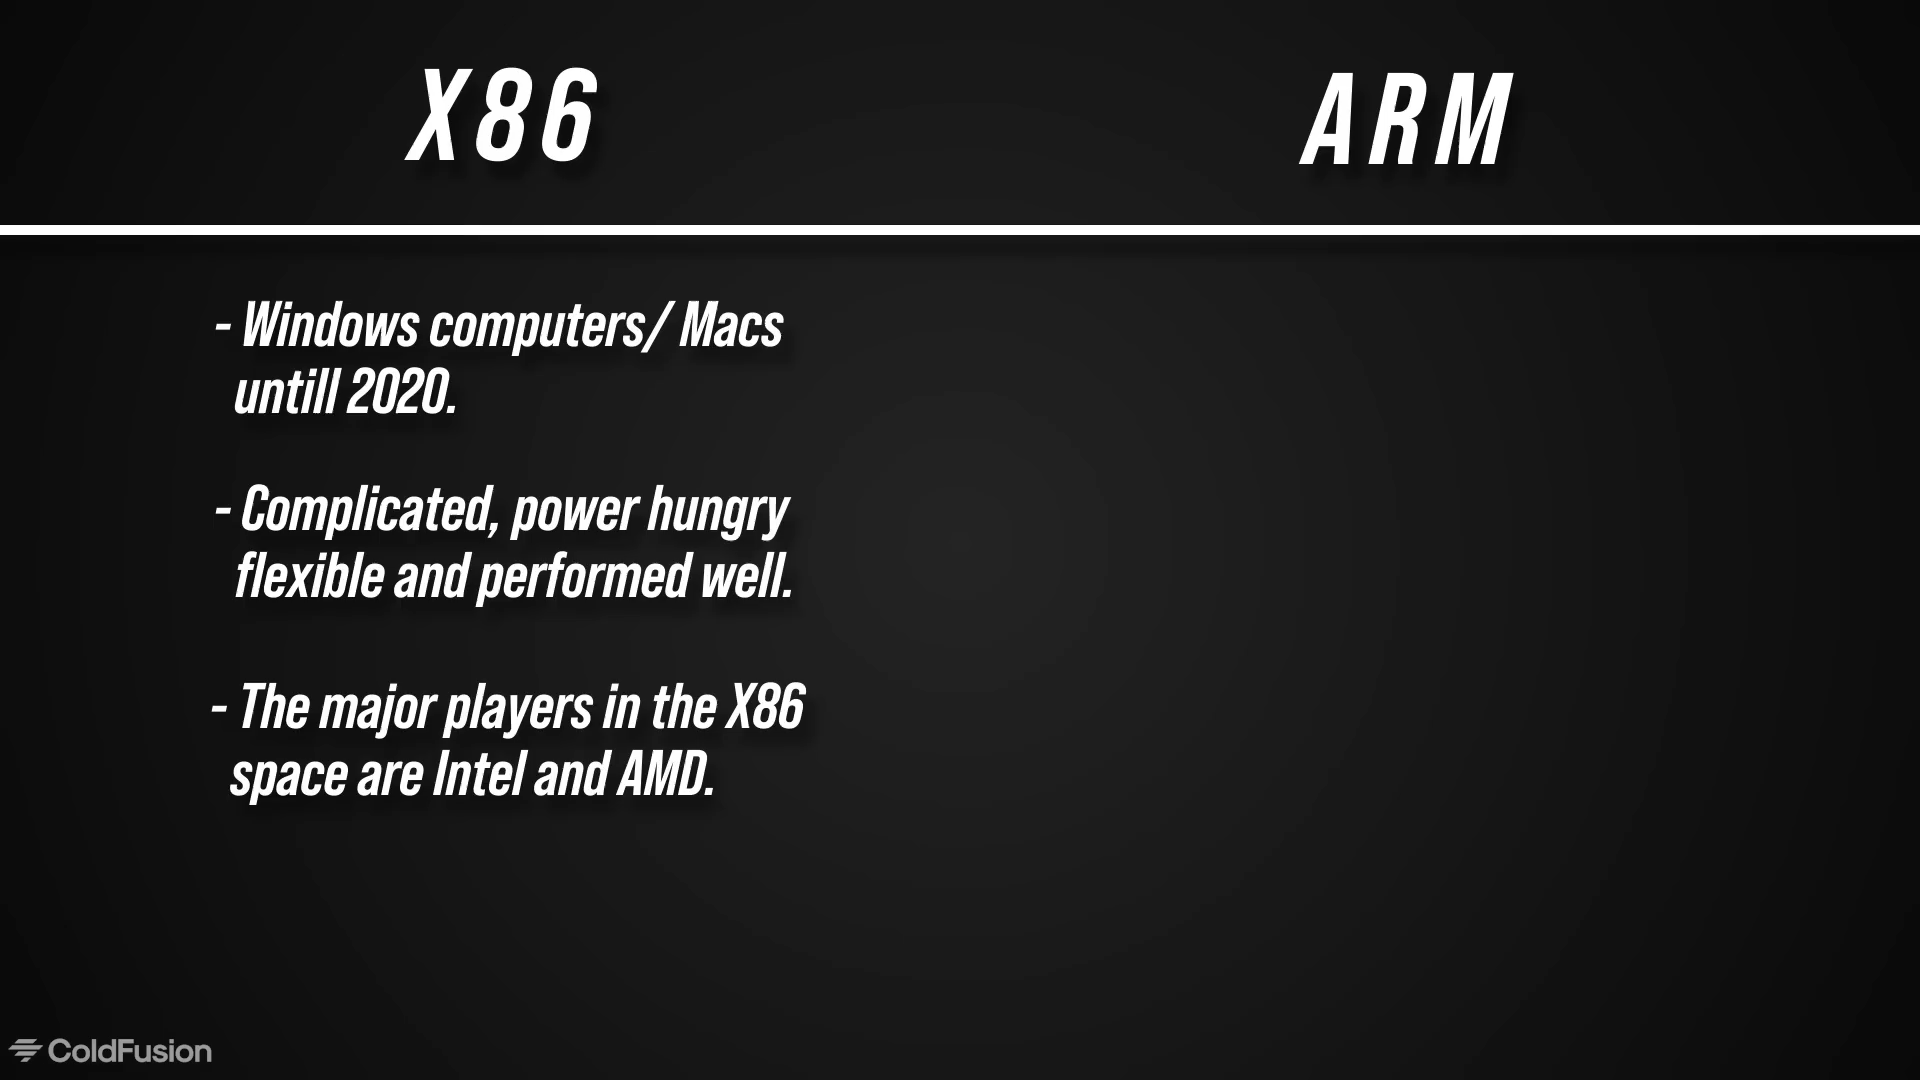 X86
ARM
- Windows computers/ Macs
untill 2020.
- Complicated, power hungry
flexible and performed well.
- The major players in the X86
space are Intel and AMD.
ColdFusion